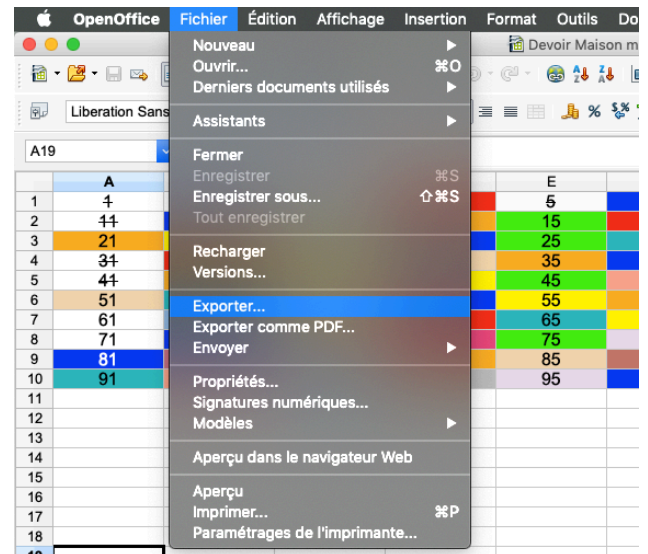 OpenOffice Fichier Édition Affichage Insertion Format Outils Do
Devoir Maison m
Liberation Sans
A19
Nouveau
Ouvrir... ⌘O
Derniers documents utilisés
Assistants
Fermer
Enregistrer ⌘S
Enregistrer sous... ⇧⌘S
Tout enregistrer
Recharger
Versions...
Exporter...
Exporter comme PDF...
Envoyer
Propriétés...
Signatures numériques...
Modèles
Aperçu dans le navigateur Web
Aperçu
Imprimer... ⌘P
Paramétrages de l'imprimante...
A E
1 1 5
2 11 15
3 21 25
4 31 35
5 41 45
6 51 55
7 61 65
8 71 75
9 81 85
10 91 95
11
12
13
14
15
16
17
18